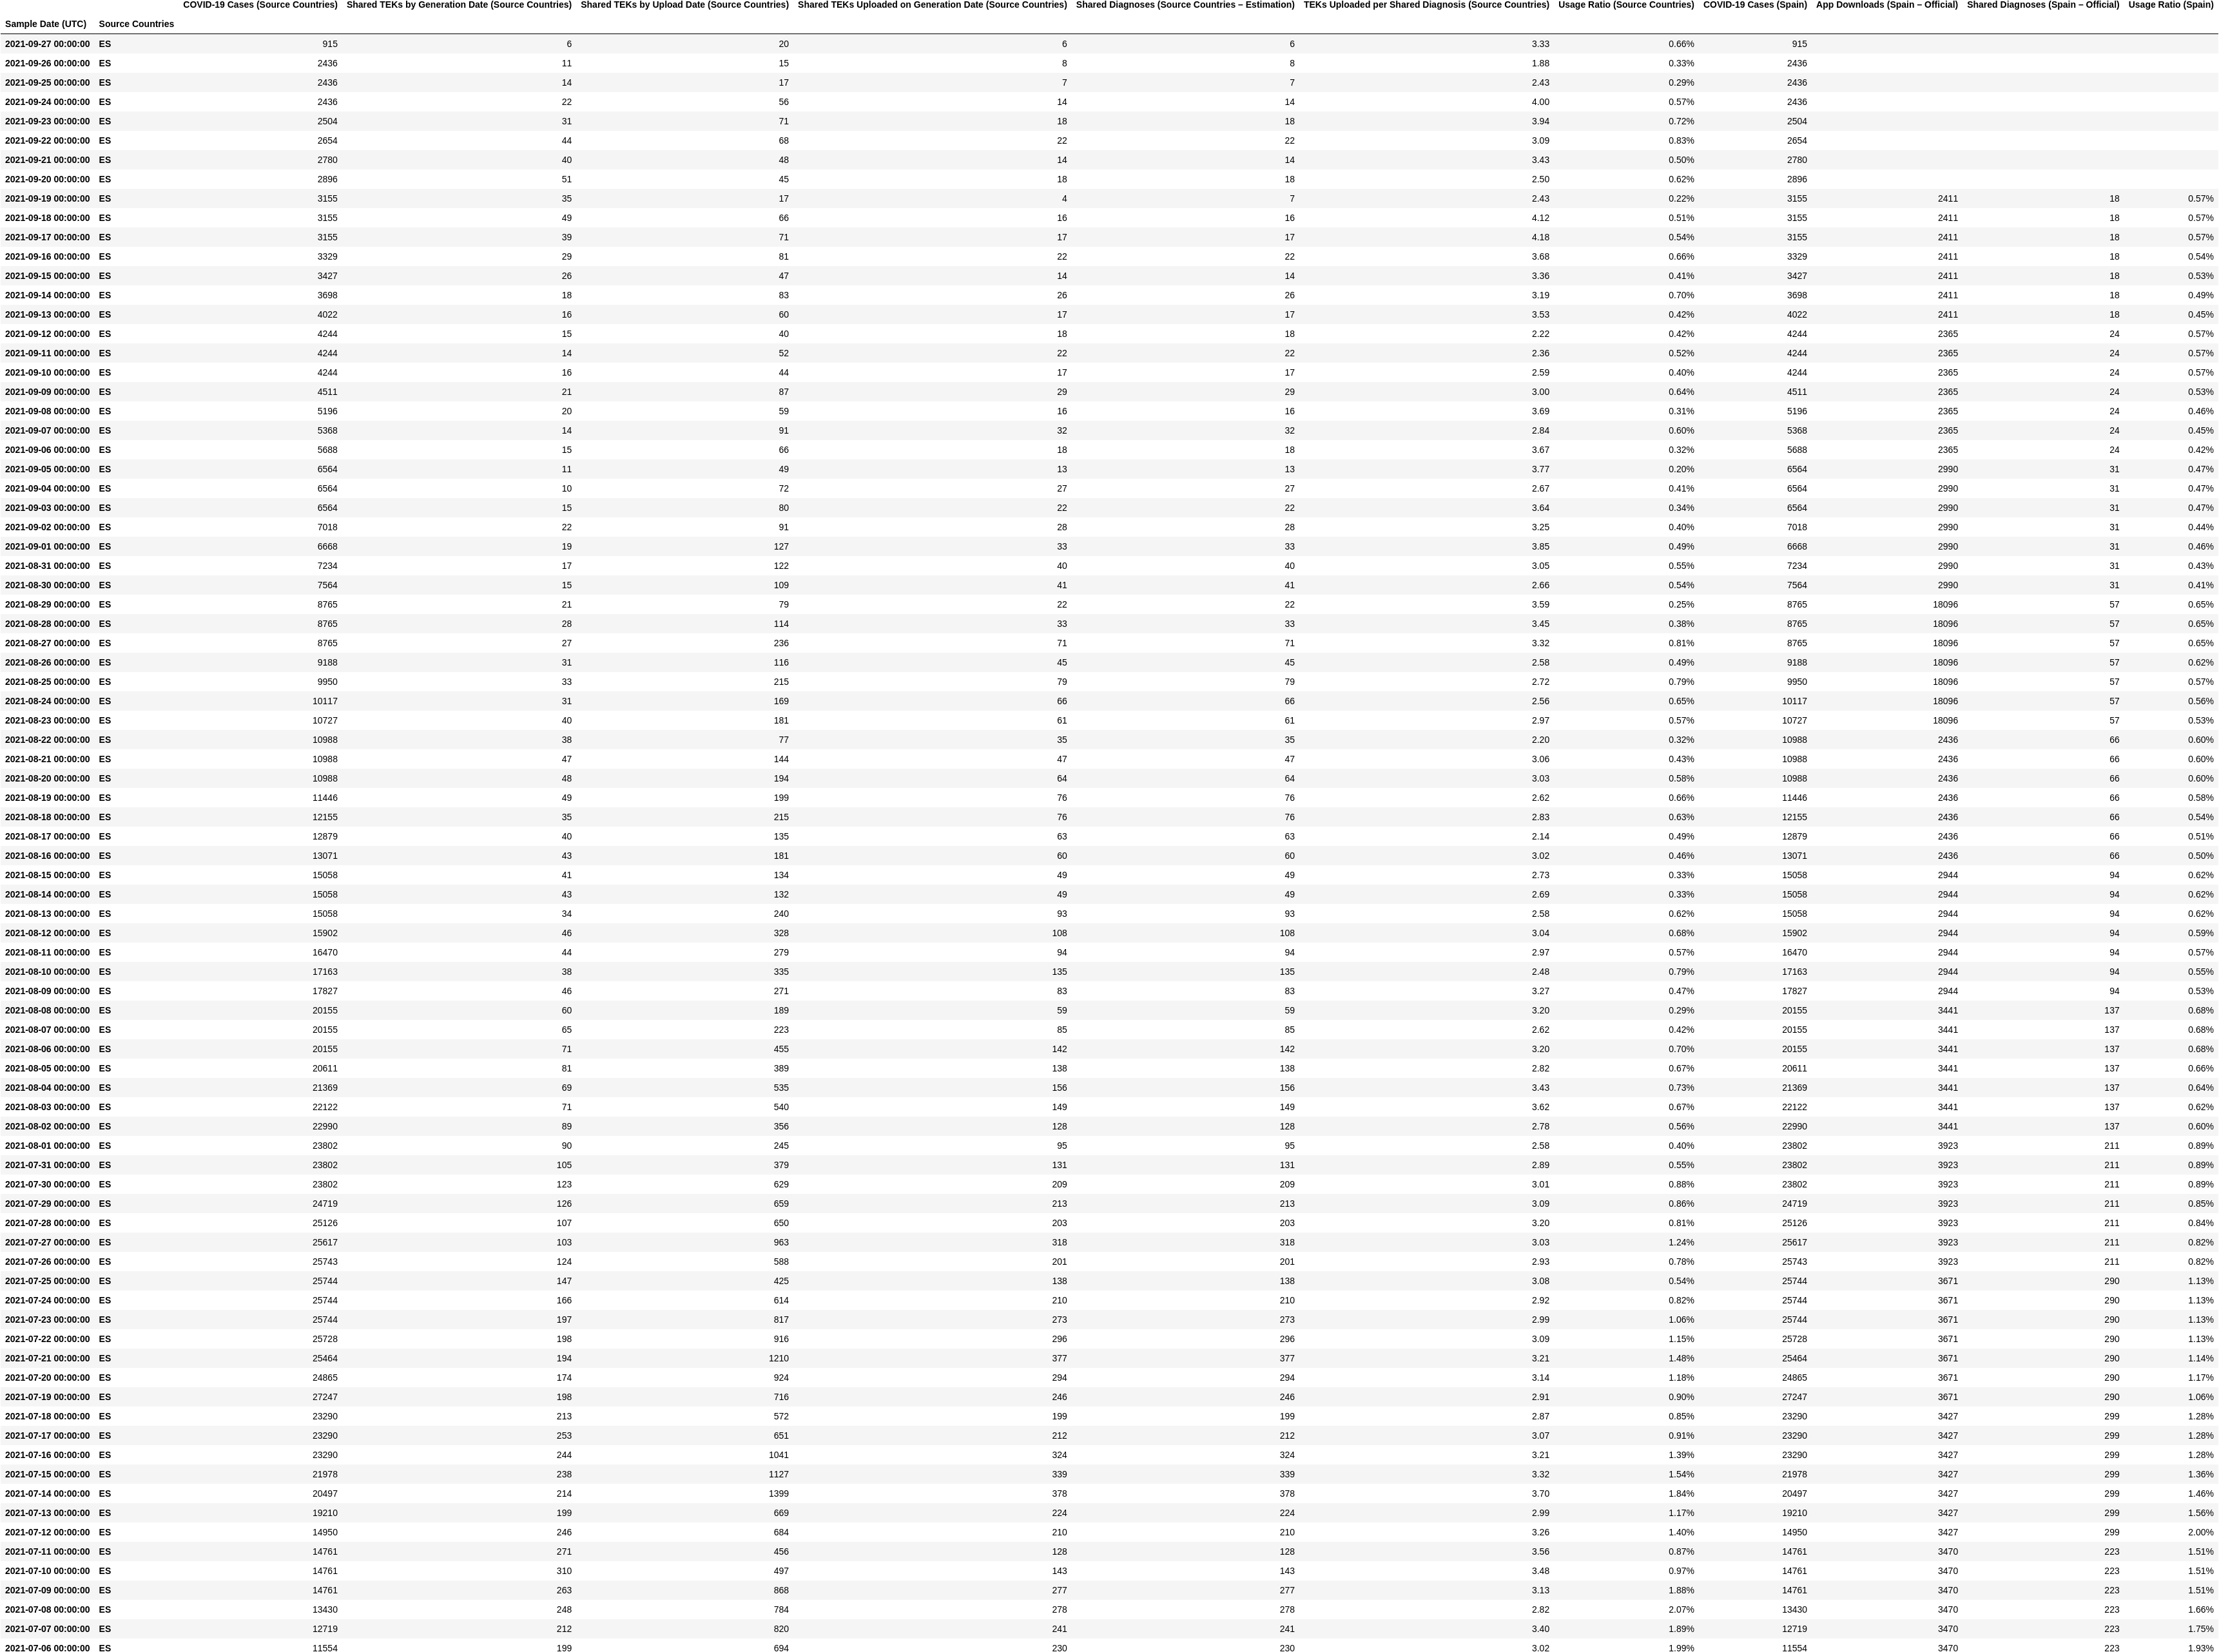 COVID-19 Cases (Source Countries) Shared TEKs by Generation Date (Source Countries) Shared TEKs by Upload Date (Source Countries) Shared TEKs Uploaded on Generation Date (Source Countries) Shared Diagnoses (Source Countries – Estimation) TEKs Uploaded per Shared Diagnosis (Source Countries) Usage Ratio (Source Countries) COVID-19 Cases (Spain) App Downloads (Spain – Official) Shared Diagnoses (Spain – Official) Usage Ratio (Spain)
Sample Date (UTC) Source Countries
2021-09-27 00:00:00 ES 915 6 20 6 6 3.33 0.66% 915
2021-09-26 00:00:00 ES 2436 11 15 8 8 1.88 0.33% 2436
2021-09-25 00:00:00 ES 2436 14 17 7 7 2.43 0.29% 2436
2021-09-24 00:00:00 ES 2436 22 56 14 14 4.00 0.57% 2436
2021-09-23 00:00:00 ES 2504 31 71 18 18 3.94 0.72% 2504
2021-09-22 00:00:00 ES 2654 44 68 22 22 3.09 0.83% 2654
2021-09-21 00:00:00 ES 2780 40 48 14 14 3.43 0.50% 2780
2021-09-20 00:00:00 ES 2896 51 45 18 18 2.50 0.62% 2896
2021-09-19 00:00:00 ES 3155 35 17 4 7 2.43 0.22% 3155 2411 18 0.57%
2021-09-18 00:00:00 ES 3155 49 66 16 16 4.12 0.51% 3155 2411 18 0.57%
2021-09-17 00:00:00 ES 3155 39 71 17 17 4.18 0.54% 3155 2411 18 0.57%
2021-09-16 00:00:00 ES 3329 29 81 22 22 3.68 0.66% 3329 2411 18 0.54%
2021-09-15 00:00:00 ES 3427 26 47 14 14 3.36 0.41% 3427 2411 18 0.53%
2021-09-14 00:00:00 ES 3698 18 83 26 26 3.19 0.70% 3698 2411 18 0.49%
2021-09-13 00:00:00 ES 4022 16 60 17 17 3.53 0.42% 4022 2411 18 0.45%
2021-09-12 00:00:00 ES 4244 15 40 18 18 2.22 0.42% 4244 2365 24 0.57%
2021-09-11 00:00:00 ES 4244 14 52 22 22 2.36 0.52% 4244 2365 24 0.57%
2021-09-10 00:00:00 ES 4244 16 44 17 17 2.59 0.40% 4244 2365 24 0.57%
2021-09-09 00:00:00 ES 4511 21 87 29 29 3.00 0.64% 4511 2365 24 0.53%
2021-09-08 00:00:00 ES 5196 20 59 16 16 3.69 0.31% 5196 2365 24 0.46%
2021-09-07 00:00:00 ES 5368 14 91 32 32 2.84 0.60% 5368 2365 24 0.45%
2021-09-06 00:00:00 ES 5688 15 66 18 18 3.67 0.32% 5688 2365 24 0.42%
2021-09-05 00:00:00 ES 6564 11 49 13 13 3.77 0.20% 6564 2990 31 0.47%
2021-09-04 00:00:00 ES 6564 10 72 27 27 2.67 0.41% 6564 2990 31 0.47%
2021-09-03 00:00:00 ES 6564 15 80 22 22 3.64 0.34% 6564 2990 31 0.47%
2021-09-02 00:00:00 ES 7018 22 91 28 28 3.25 0.40% 7018 2990 31 0.44%
2021-09-01 00:00:00 ES 6668 19 127 33 33 3.85 0.49% 6668 2990 31 0.46%
2021-08-31 00:00:00 ES 7234 17 122 40 40 3.05 0.55% 7234 2990 31 0.43%
2021-08-30 00:00:00 ES 7564 15 109 41 41 2.66 0.54% 7564 2990 31 0.41%
2021-08-29 00:00:00 ES 8765 21 79 22 22 3.59 0.25% 8765 18096 57 0.65%
2021-08-28 00:00:00 ES 8765 28 114 33 33 3.45 0.38% 8765 18096 57 0.65%
2021-08-27 00:00:00 ES 8765 27 236 71 71 3.32 0.81% 8765 18096 57 0.65%
2021-08-26 00:00:00 ES 9188 31 116 45 45 2.58 0.49% 9188 18096 57 0.62%
2021-08-25 00:00:00 ES 9950 33 215 79 79 2.72 0.79% 9950 18096 57 0.57%
2021-08-24 00:00:00 ES 10117 31 169 66 66 2.56 0.65% 10117 18096 57 0.56%
2021-08-23 00:00:00 ES 10727 40 181 61 61 2.97 0.57% 10727 18096 57 0.53%
2021-08-22 00:00:00 ES 10988 38 77 35 35 2.20 0.32% 10988 2436 66 0.60%
2021-08-21 00:00:00 ES 10988 47 144 47 47 3.06 0.43% 10988 2436 66 0.60%
2021-08-20 00:00:00 ES 10988 48 194 64 64 3.03 0.58% 10988 2436 66 0.60%
2021-08-19 00:00:00 ES 11446 49 199 76 76 2.62 0.66% 11446 2436 66 0.58%
2021-08-18 00:00:00 ES 12155 35 215 76 76 2.83 0.63% 12155 2436 66 0.54%
2021-08-17 00:00:00 ES 12879 40 135 63 63 2.14 0.49% 12879 2436 66 0.51%
2021-08-16 00:00:00 ES 13071 43 181 60 60 3.02 0.46% 13071 2436 66 0.50%
2021-08-15 00:00:00 ES 15058 41 134 49 49 2.73 0.33% 15058 2944 94 0.62%
2021-08-14 00:00:00 ES 15058 43 132 49 49 2.69 0.33% 15058 2944 94 0.62%
2021-08-13 00:00:00 ES 15058 34 240 93 93 2.58 0.62% 15058 2944 94 0.62%
2021-08-12 00:00:00 ES 15902 46 328 108 108 3.04 0.68% 15902 2944 94 0.59%
2021-08-11 00:00:00 ES 16470 44 279 94 94 2.97 0.57% 16470 2944 94 0.57%
2021-08-10 00:00:00 ES 17163 38 335 135 135 2.48 0.79% 17163 2944 94 0.55%
2021-08-09 00:00:00 ES 17827 46 271 83 83 3.27 0.47% 17827 2944 94 0.53%
2021-08-08 00:00:00 ES 20155 60 189 59 59 3.20 0.29% 20155 3441 137 0.68%
2021-08-07 00:00:00 ES 20155 65 223 85 85 2.62 0.42% 20155 3441 137 0.68%
2021-08-06 00:00:00 ES 20155 71 455 142 142 3.20 0.70% 20155 3441 137 0.68%
2021-08-05 00:00:00 ES 20611 81 389 138 138 2.82 0.67% 20611 3441 137 0.66%
2021-08-04 00:00:00 ES 21369 69 535 156 156 3.43 0.73% 21369 3441 137 0.64%
2021-08-03 00:00:00 ES 22122 71 540 149 149 3.62 0.67% 22122 3441 137 0.62%
2021-08-02 00:00:00 ES 22990 89 356 128 128 2.78 0.56% 22990 3441 137 0.60%
2021-08-01 00:00:00 ES 23802 90 245 95 95 2.58 0.40% 23802 3923 211 0.89%
2021-07-31 00:00:00 ES 23802 105 379 131 131 2.89 0.55% 23802 3923 211 0.89%
2021-07-30 00:00:00 ES 23802 123 629 209 209 3.01 0.88% 23802 3923 211 0.89%
2021-07-29 00:00:00 ES 24719 126 659 213 213 3.09 0.86% 24719 3923 211 0.85%
2021-07-28 00:00:00 ES 25126 107 650 203 203 3.20 0.81% 25126 3923 211 0.84%
2021-07-27 00:00:00 ES 25617 103 963 318 318 3.03 1.24% 25617 3923 211 0.82%
2021-07-26 00:00:00 ES 25743 124 588 201 201 2.93 0.78% 25743 3923 211 0.82%
2021-07-25 00:00:00 ES 25744 147 425 138 138 3.08 0.54% 25744 3671 290 1.13%
2021-07-24 00:00:00 ES 25744 166 614 210 210 2.92 0.82% 25744 3671 290 1.13%
2021-07-23 00:00:00 ES 25744 197 817 273 273 2.99 1.06% 25744 3671 290 1.13%
2021-07-22 00:00:00 ES 25728 198 916 296 296 3.09 1.15% 25728 3671 290 1.13%
2021-07-21 00:00:00 ES 25464 194 1210 377 377 3.21 1.48% 25464 3671 290 1.14%
2021-07-20 00:00:00 ES 24865 174 924 294 294 3.14 1.18% 24865 3671 290 1.17%
2021-07-19 00:00:00 ES 27247 198 716 246 246 2.91 0.90% 27247 3671 290 1.06%
2021-07-18 00:00:00 ES 23290 213 572 199 199 2.87 0.85% 23290 3427 299 1.28%
2021-07-17 00:00:00 ES 23290 253 651 212 212 3.07 0.91% 23290 3427 299 1.28%
2021-07-16 00:00:00 ES 23290 244 1041 324 324 3.21 1.39% 23290 3427 299 1.28%
2021-07-15 00:00:00 ES 21978 238 1127 339 339 3.32 1.54% 21978 3427 299 1.36%
2021-07-14 00:00:00 ES 20497 214 1399 378 378 3.70 1.84% 20497 3427 299 1.46%
2021-07-13 00:00:00 ES 19210 199 669 224 224 2.99 1.17% 19210 3427 299 1.56%
2021-07-12 00:00:00 ES 14950 246 684 210 210 3.26 1.40% 14950 3427 299 2.00%
2021-07-11 00:00:00 ES 14761 271 456 128 128 3.56 0.87% 14761 3470 223 1.51%
2021-07-10 00:00:00 ES 14761 310 497 143 143 3.48 0.97% 14761 3470 223 1.51%
2021-07-09 00:00:00 ES 14761 263 868 277 277 3.13 1.88% 14761 3470 223 1.51%
2021-07-08 00:00:00 ES 13430 248 784 278 278 2.82 2.07% 13430 3470 223 1.66%
2021-07-07 00:00:00 ES 12719 212 820 241 241 3.40 1.89% 12719 3470 223 1.75%
2021-07-06 00:00:00 ES 11554 199 694 230 230 3.02 1.99% 11554 3470 223 1.93%